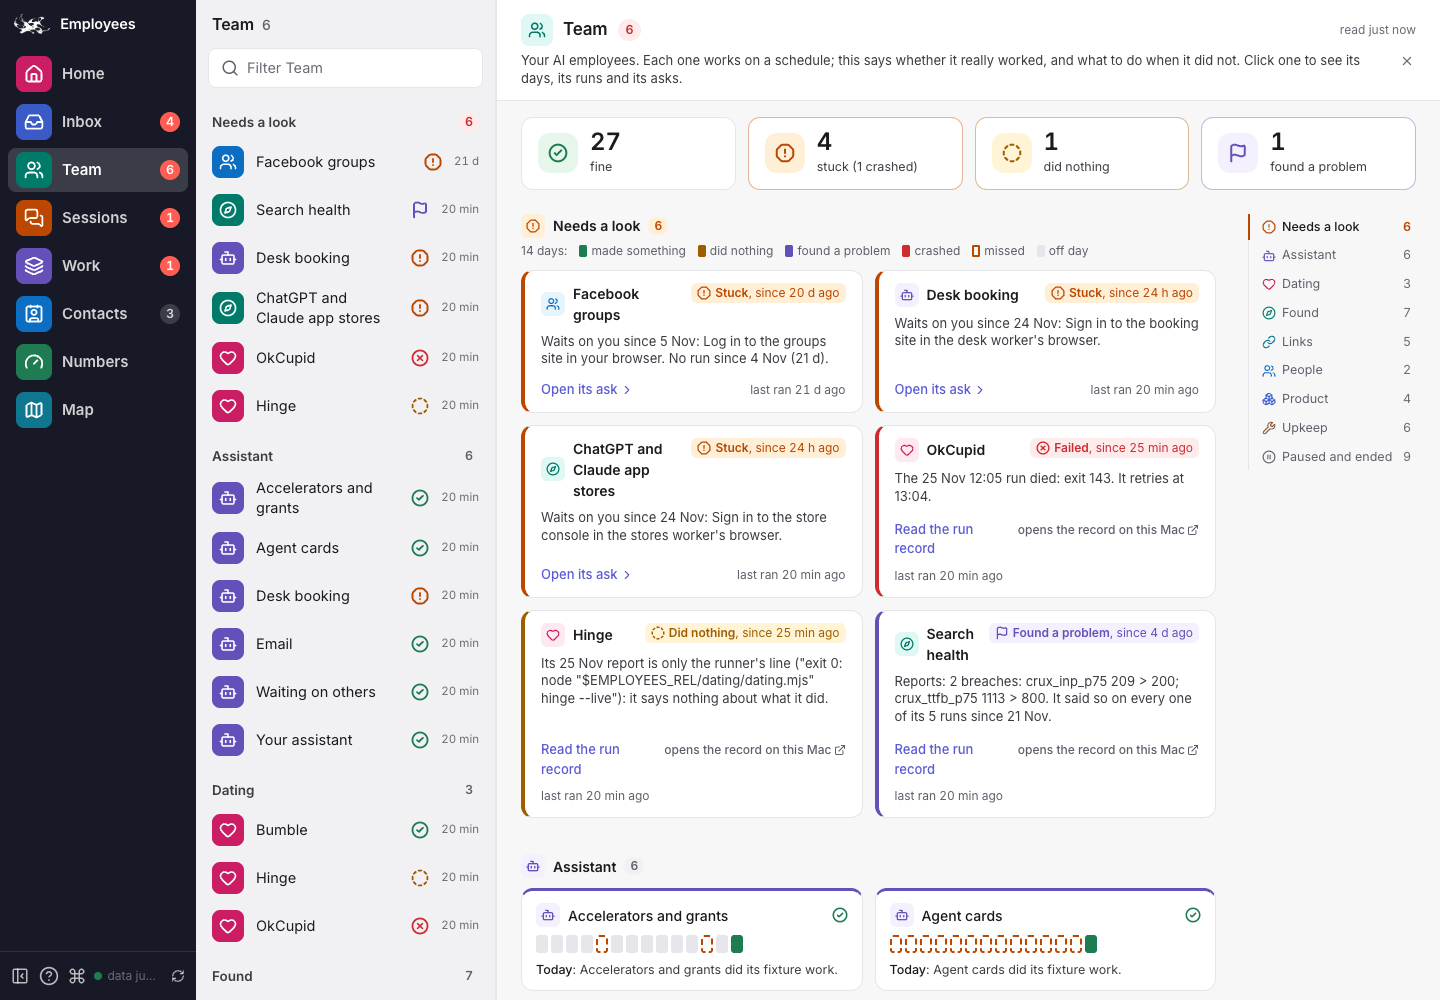 Employees
Home
Inbox 4
Team 6
Sessions 1
Work 1
Contacts 3
Numbers
Map
data ju...
Team 6
Filter Team
Needs a look 6
Facebook groups 21 d
Search health 20 min
Desk booking 20 min
ChatGPT and
Claude app stores 20 min
OkCupid 20 min
Hinge 20 min
Assistant 6
Accelerators and
grants 20 min
Agent cards 20 min
Desk booking 20 min
Email 20 min
Waiting on others 20 min
Your assistant 20 min
Dating 3
Bumble 20 min
Hinge 20 min
OkCupid 20 min
Found 7
Team 6
read just now
Your AI employees. Each one works on a schedule; this says whether it really worked, and what to do when it did not. Click one to see its
days, its runs and its asks.
27
fine
4
stuck (1 crashed)
1
did nothing
1
found a problem
Needs a look 6
14 days: made something did nothing found a problem crashed missed off day
Facebook
groups
Stuck, since 20 d ago
Waits on you since 5 Nov: Log in to the groups
site in your browser. No run since 4 Nov (21 d).
Open its ask last ran 21 d ago
Desk booking Stuck, since 24 h ago
Waits on you since 24 Nov: Sign in to the booking
site in the desk worker's browser.
Open its ask last ran 20 min ago
ChatGPT and
Claude app
stores
Stuck, since 24 h ago
Waits on you since 24 Nov: Sign in to the store
console in the stores worker's browser.
Open its ask last ran 20 min ago
OkCupid Failed, since 25 min ago
The 25 Nov 12:05 run died: exit 143. It retries at
13:04.
Read the run
record
opens the record on this Mac
last ran 20 min ago
Hinge Did nothing, since 25 min ago
Its 25 Nov report is only the runner's line ("exit 0:
node "$EMPLOYEES_REL/dating/dating.mjs"
hinge --live"): it says nothing about what it did.
Read the run
record
opens the record on this Mac
last ran 20 min ago
Search
health
Found a problem, since 4 d ago
Reports: 2 breaches: crux_inp_p75 209 > 200;
crux_ttfb_p75 1113 > 800. It said so on every one
of its 5 runs since 21 Nov.
Read the run
record
opens the record on this Mac
last ran 20 min ago
Assistant 6
Accelerators and grants
Today: Accelerators and grants did its fixture work.
Agent cards
Today: Agent cards did its fixture work.
Needs a look 6
Assistant 6
Dating 3
Found 7
Links 5
People 2
Product 4
Upkeep 6
Paused and ended 9